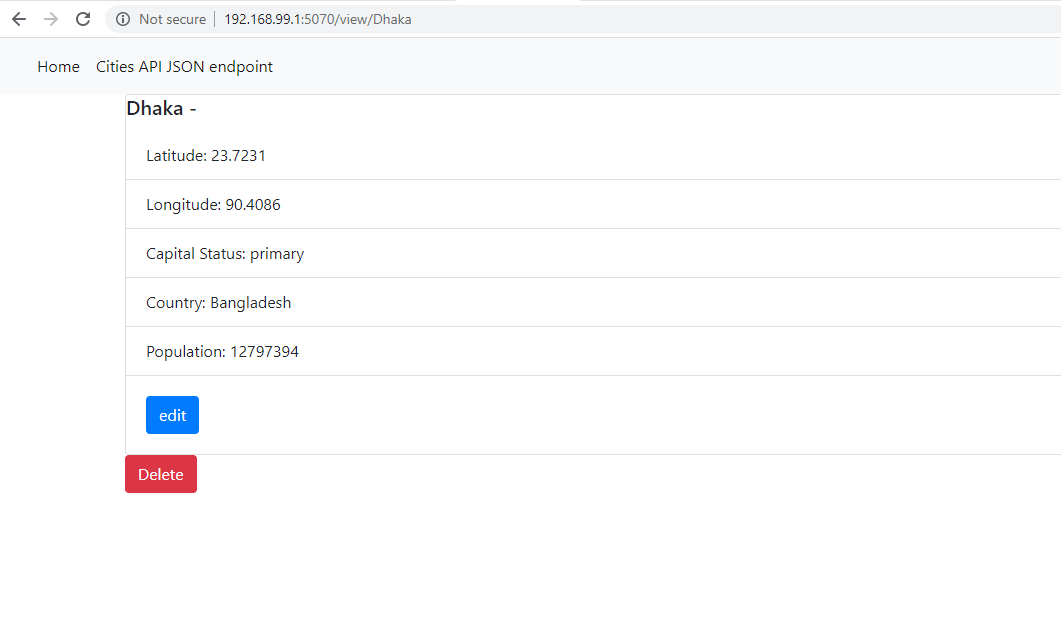 Not secure 192.168.99.1:5070/view/Dhaka
Home Cities API JSON endpoint
Dhaka -
Latitude: 23.7231
Longitude: 90.4086
Capital Status: primary
Country: Bangladesh
Population: 12797394
edit
Delete